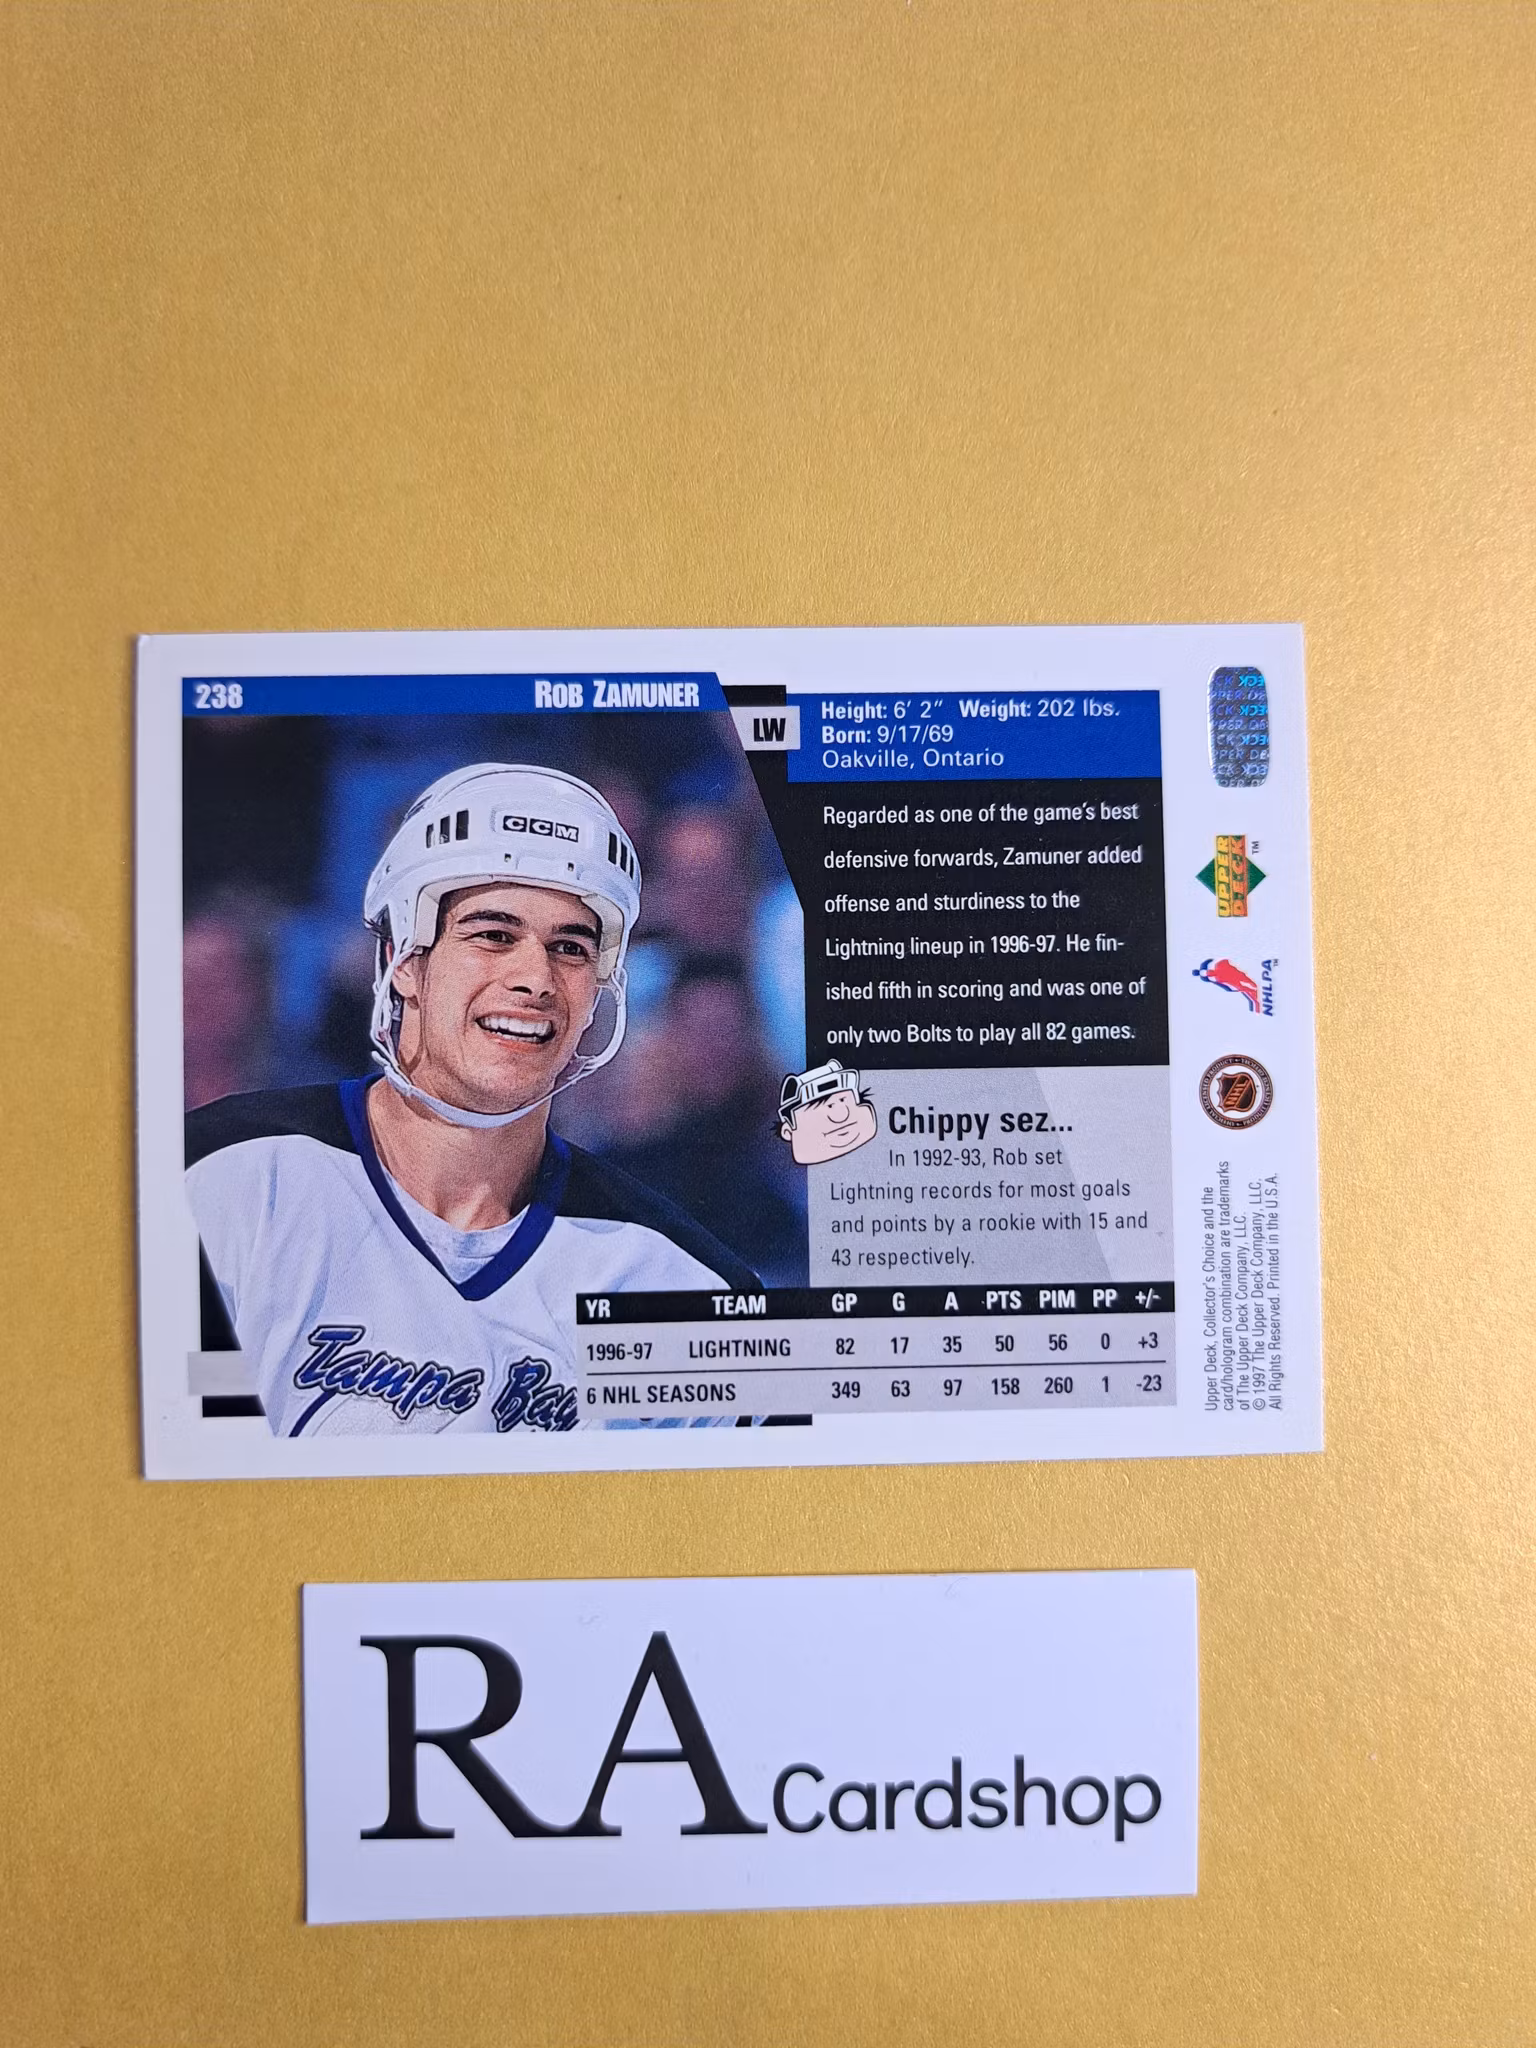 238
ROB ZAMUNER
LW
Height: 6' 2" Weight: 202 lbs.
Born: 9/17/69
Oakville, Ontario
Regarded as one of the game's best
defensive forwards, Zamuner added
offense and sturdiness to the
Lightning lineup in 1996-97. He fin-
ished fifth in scoring and was one of
only two Bolts to play all 82 games.
Chippy sez...
In 1992-93, Rob set
Lightning records for most goals
and points by a rookie with 15 and
43 respectively.
YR TEAM GP G A PTS PIM PP +/-
1996-97 LIGHTNING 82 17 35 50 56 0 +3
6 NHL SEASONS 349 63 97 158 260 1 -23
CCM
Tampa Bay
UPPER
DECK
TM
NHLPA
TM
NHL
Upper Deck, Collector's Choice and the
card/hologram combination are trademarks
of The Upper Deck Company, LLC.
© 1997 The Upper Deck Company, LLC.
All Rights Reserved. Printed in the U.S.A.
RA Cardshop